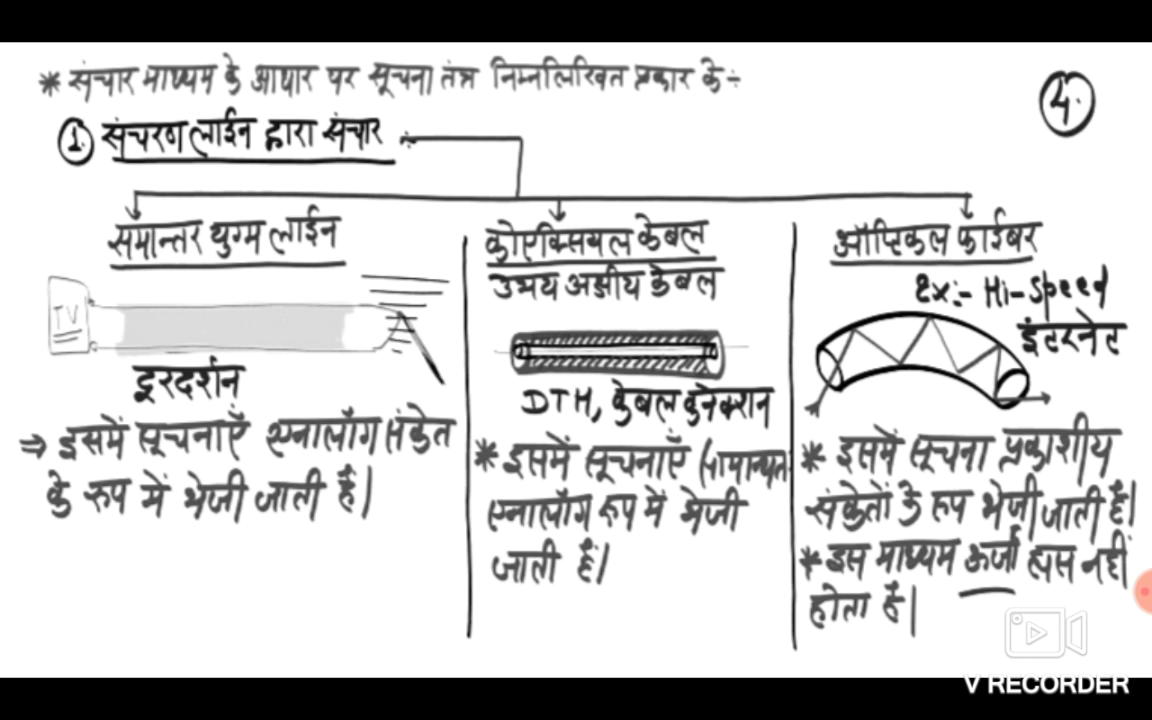 * संचार माध्यम के आधार पर सूचना तंत्र निम्नलिखित प्रकार के :-
4.
1. संचरण लाईन द्वारा संचार
समान्तर युग्म लाईन
TV
दूरदर्शन
⇒ इसमें सूचनाएँ एनालॉग संकेत
के रूप में भेजी जाती हैं।
कोएक्सियल केबल
उभय अक्षीय केबल
DTH, केबल कनेक्शन
* इसमें सूचनाएँ सामान्यत
एनालॉग रूप में भेजी
जाती हैं।
ऑप्टिकल फाईबर
Ex:- Hi-Speed
इंटरनेट
* इसमें सूचना प्रकाशीय
संकेतों के रूप भेजी जाती हैं।
* इस माध्यम ऊर्जा ह्यस नहीं
होता है।
V RECORDER